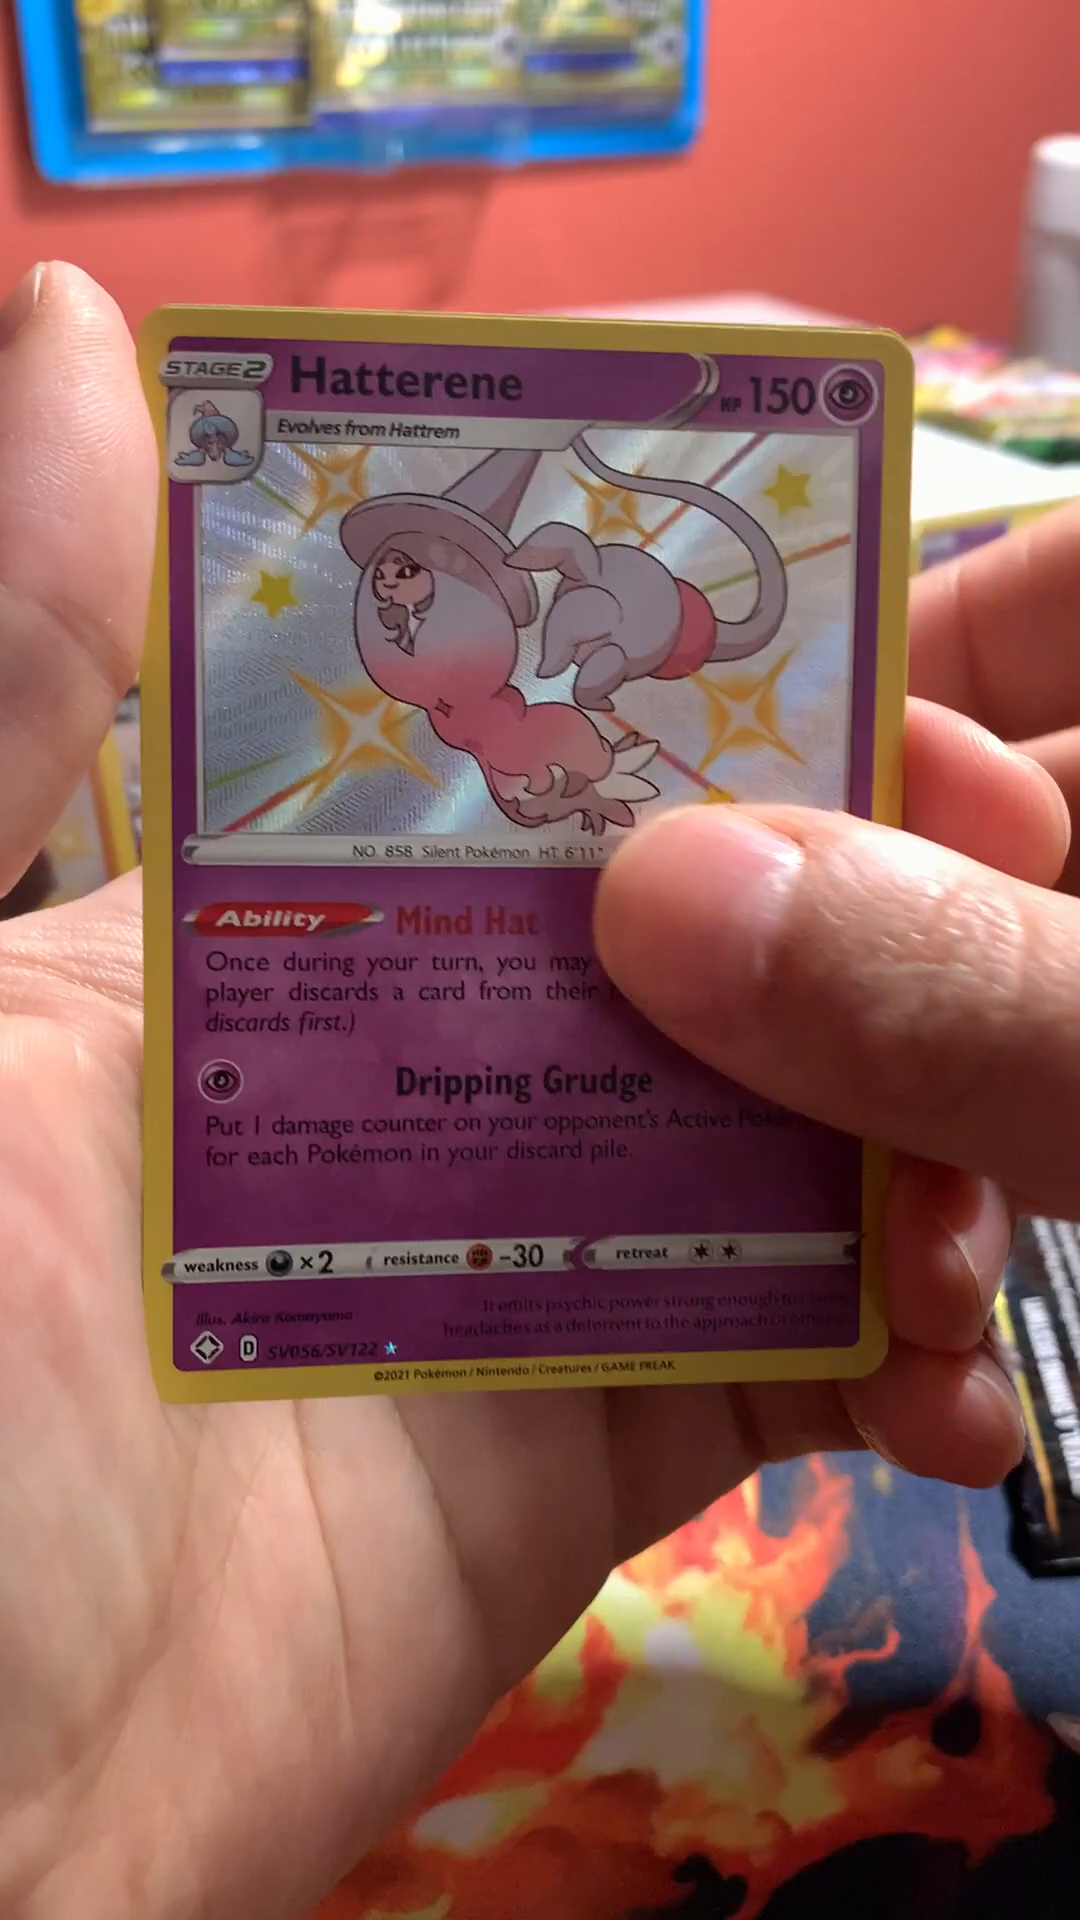 STAGE2
Hatterene
HP 150
Evolves from Hattrem
NO. 858 Silent Pokémon HT 6'11"
Ability Mind Hat
Once during your turn, you may
player discards a card from their
discards first.)
Dripping Grudge
Put 1 damage counter on your opponent's Active
for each Pokémon in your discard pile.
weakness ×2 resistance -30 retreat
Illus. Akira Komayama
It emits psychic power strong enough to cause
headaches as a deterrent to the approach of others.
D SV056/SV122
©2021 Pokémon / Nintendo / Creatures / GAME FREAK